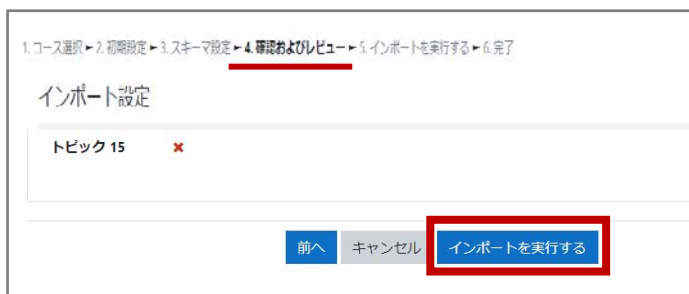 1. コース選択 ► 2. 初期設定 ► 3. スキーマ設定 ► 4. 確認およびレビュー ► 5. インポートを実行する ► 6. 完了
インポート設定
トピック 15 ✖
前へ キャンセル インポートを実行する